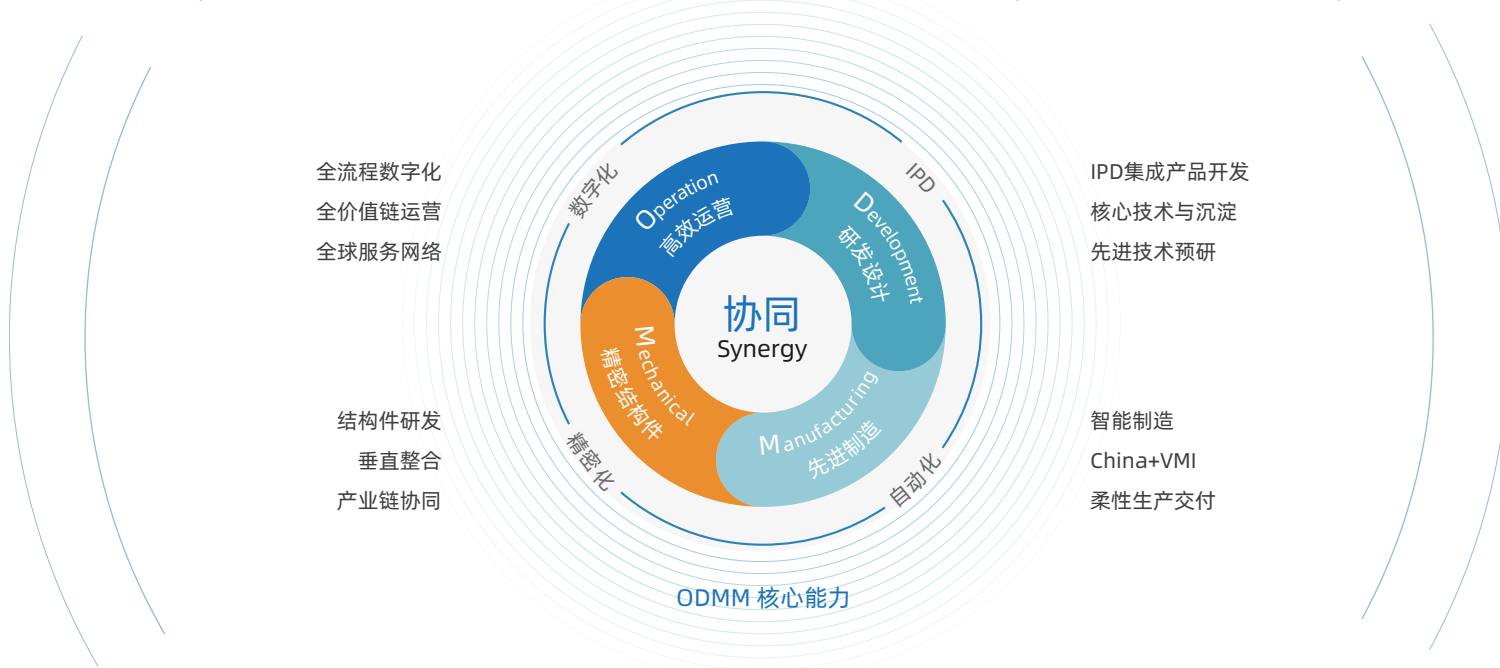 全流程数字化
全价值链运营
全球服务网络
数字化
IPD
IPD集成产品开发
核心技术与沉淀
先进技术预研
Operation
高效运营
Development
研发设计
协同
Synergy
Mechanical
精密结构件
Manufacturing
先进制造
精密化
自动化
结构件研发
垂直整合
产业链协同
智能制造
China+VMI
柔性生产交付
ODMM 核心能力